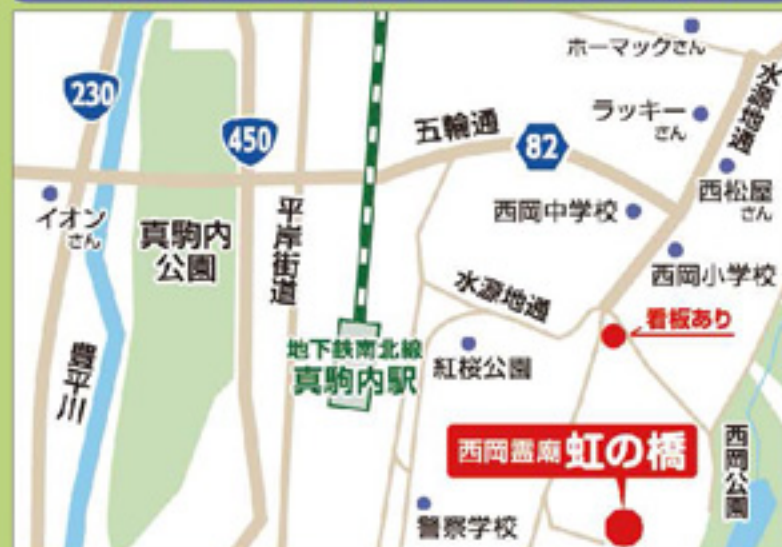 ホーマックさん
水源地通
230
ラッキー
さん
450
五輪通
82
西松屋
さん
イオン
さん
西岡中学校
真駒内
公園
平岸街道
西岡小学校
水源地通
看板あり
地下鉄南北線
真駒内駅
豊平川
紅桜公園
西岡霊廟 虹の橋
西岡公園
警察学校